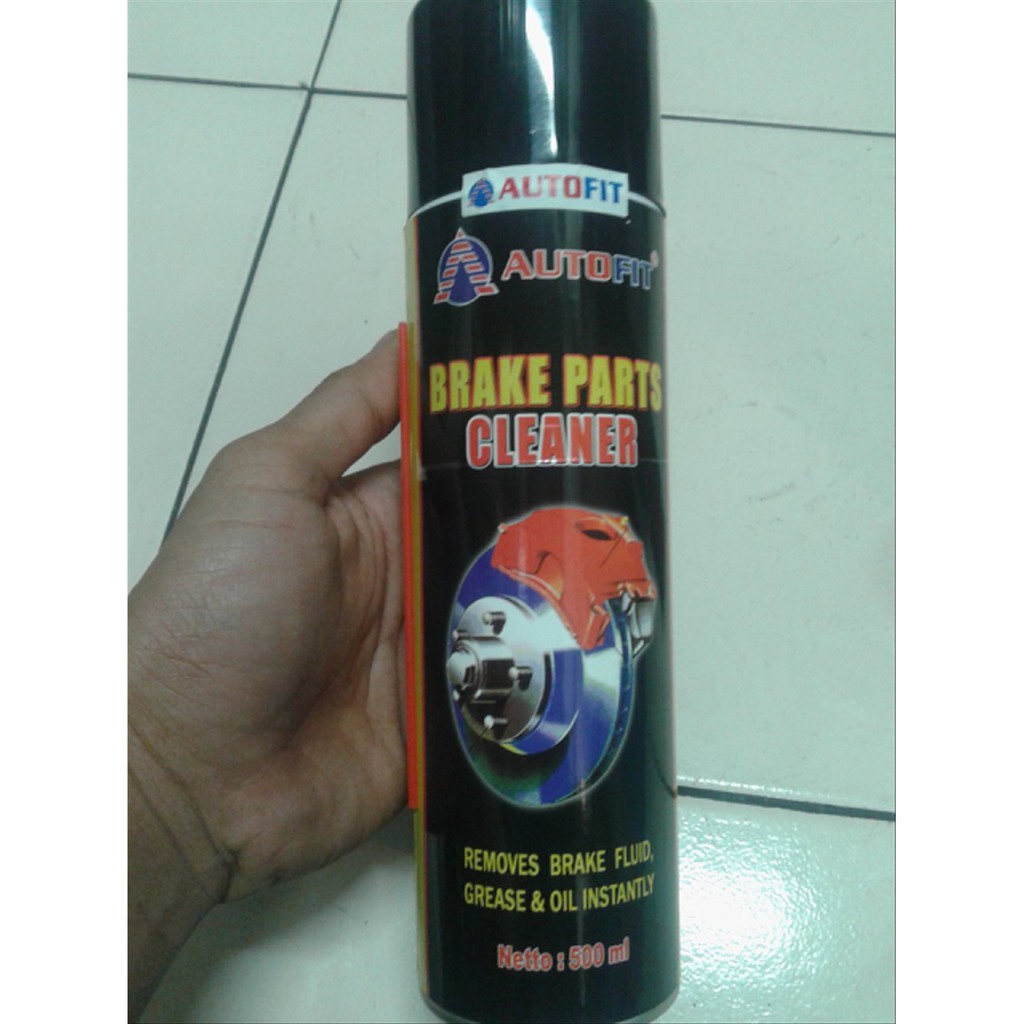 AUTOFIT
AUTOFIT®
BRAKE PARTS
CLEANER
REMOVES BRAKE FLUID,
GREASE & OIL INSTANTLY
Netto : 500 ml